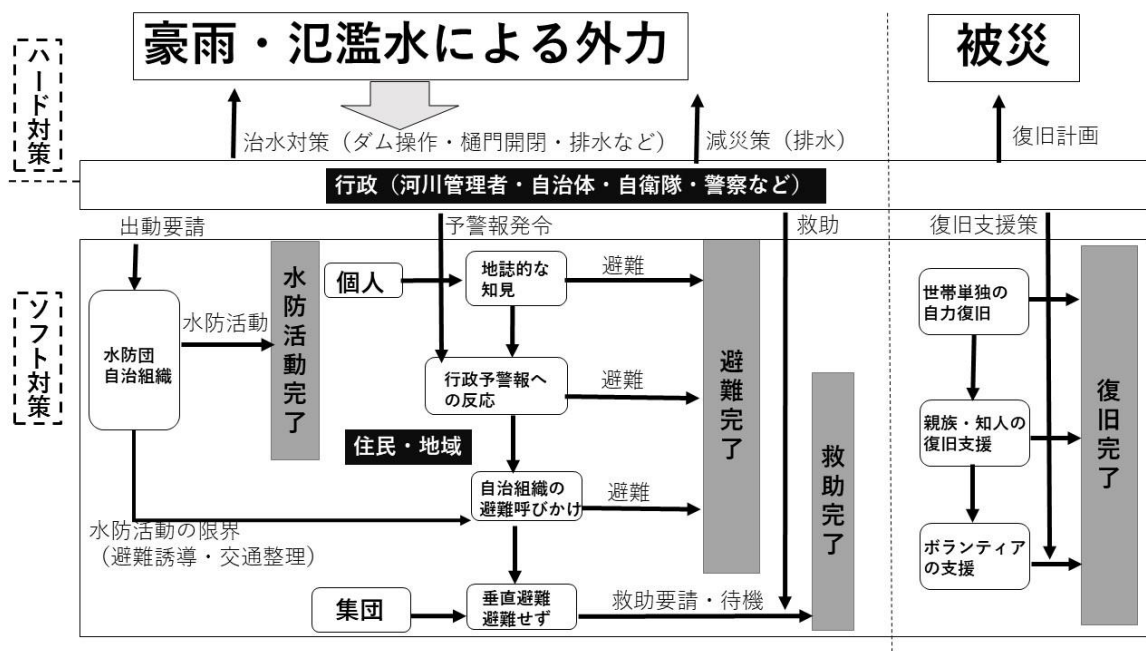 豪雨・氾濫水による外力
被災
ハード対策
治水対策（ダム操作・樋門開閉・排水など）
減災策（排水）
復旧計画
行政（河川管理者・自治体・自衛隊・警察など）
出動要請
予警報発令
救助
復旧支援策
ソフト対策
水防団
自治組織
水防活動
水防活動完了
個人
地誌的な
知見
避難
行政予警報へ
の反応
避難
住民・地域
自治組織の
避難呼びかけ
避難
避難完了
水防活動の限界
（避難誘導・交通整理）
集団
垂直避難
避難せず
救助要請・待機
救助完了
世帯単独の
自力復旧
親族・知人の
復旧支援
ボランティア
の支援
復旧完了